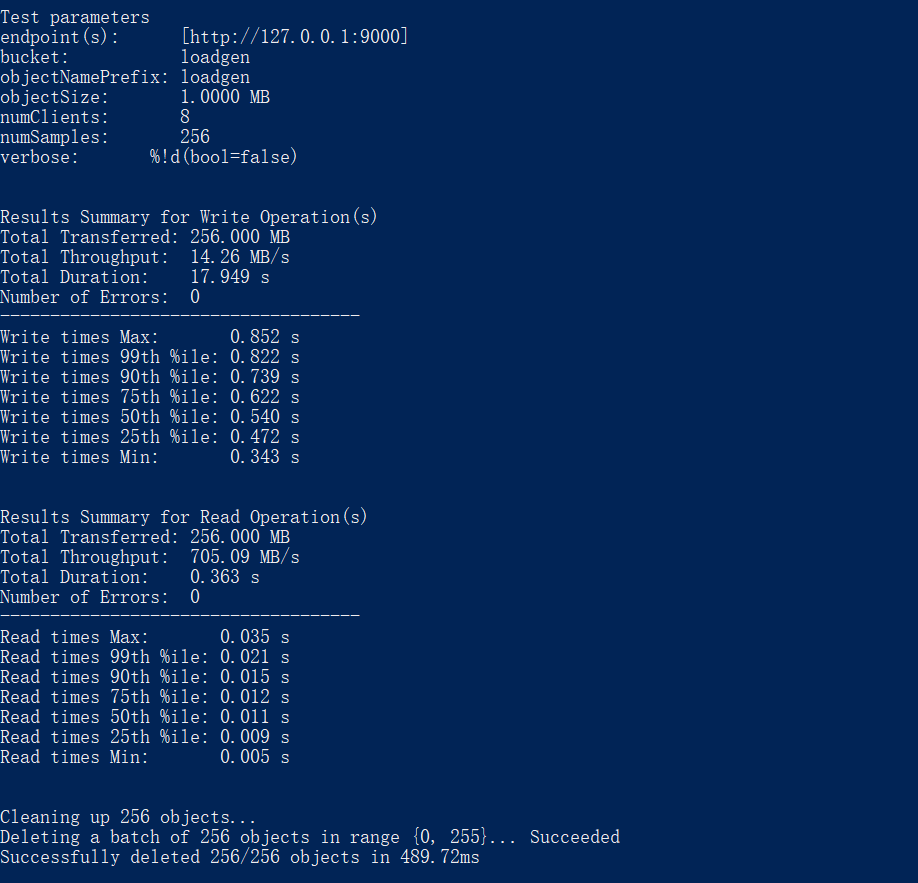 Test parameters
endpoint(s):      [http://127.0.0.1:9000]
bucket:           loadgen
objectNamePrefix: loadgen
objectSize:       1.0000 MB
numClients:       8
numSamples:       256
verbose:       %!d(bool=false)
Results Summary for Write Operation(s)
Total Transferred: 256.000 MB
Total Throughput:  14.26 MB/s
Total Duration:    17.949 s
Number of Errors:  0
------------------------------------
Write times Max:       0.852 s
Write times 99th %ile: 0.822 s
Write times 90th %ile: 0.739 s
Write times 75th %ile: 0.622 s
Write times 50th %ile: 0.540 s
Write times 25th %ile: 0.472 s
Write times Min:       0.343 s
Results Summary for Read Operation(s)
Total Transferred: 256.000 MB
Total Throughput:  705.09 MB/s
Total Duration:    0.363 s
Number of Errors:  0
------------------------------------
Read times Max:       0.035 s
Read times 99th %ile: 0.021 s
Read times 90th %ile: 0.015 s
Read times 75th %ile: 0.012 s
Read times 50th %ile: 0.011 s
Read times 25th %ile: 0.009 s
Read times Min:       0.005 s
Cleaning up 256 objects...
Deleting a batch of 256 objects in range {0, 255}... Succeeded
Successfully deleted 256/256 objects in 489.72ms